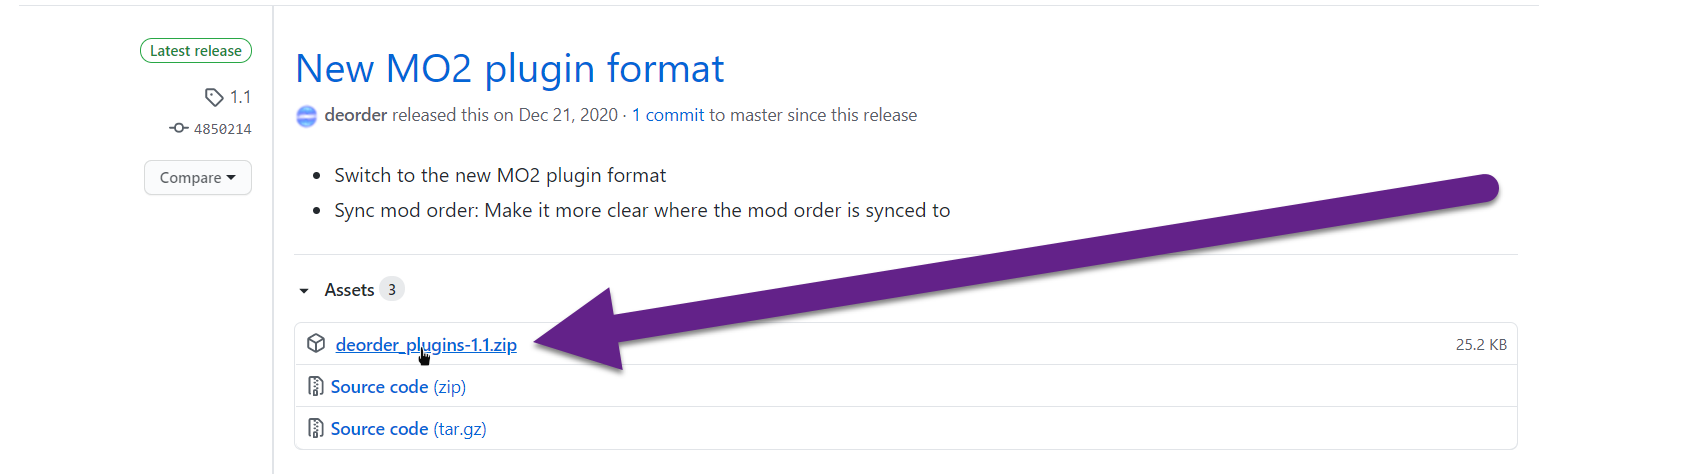 Latest release
1.1
4850214
Compare
New MO2 plugin format
deorder released this on Dec 21, 2020 · 1 commit to master since this release
Switch to the new MO2 plugin format
Sync mod order: Make it more clear where the mod order is synced to
Assets 3
deorder_plugins-1.1.zip 25.2 KB
Source code (zip)
Source code (tar.gz)